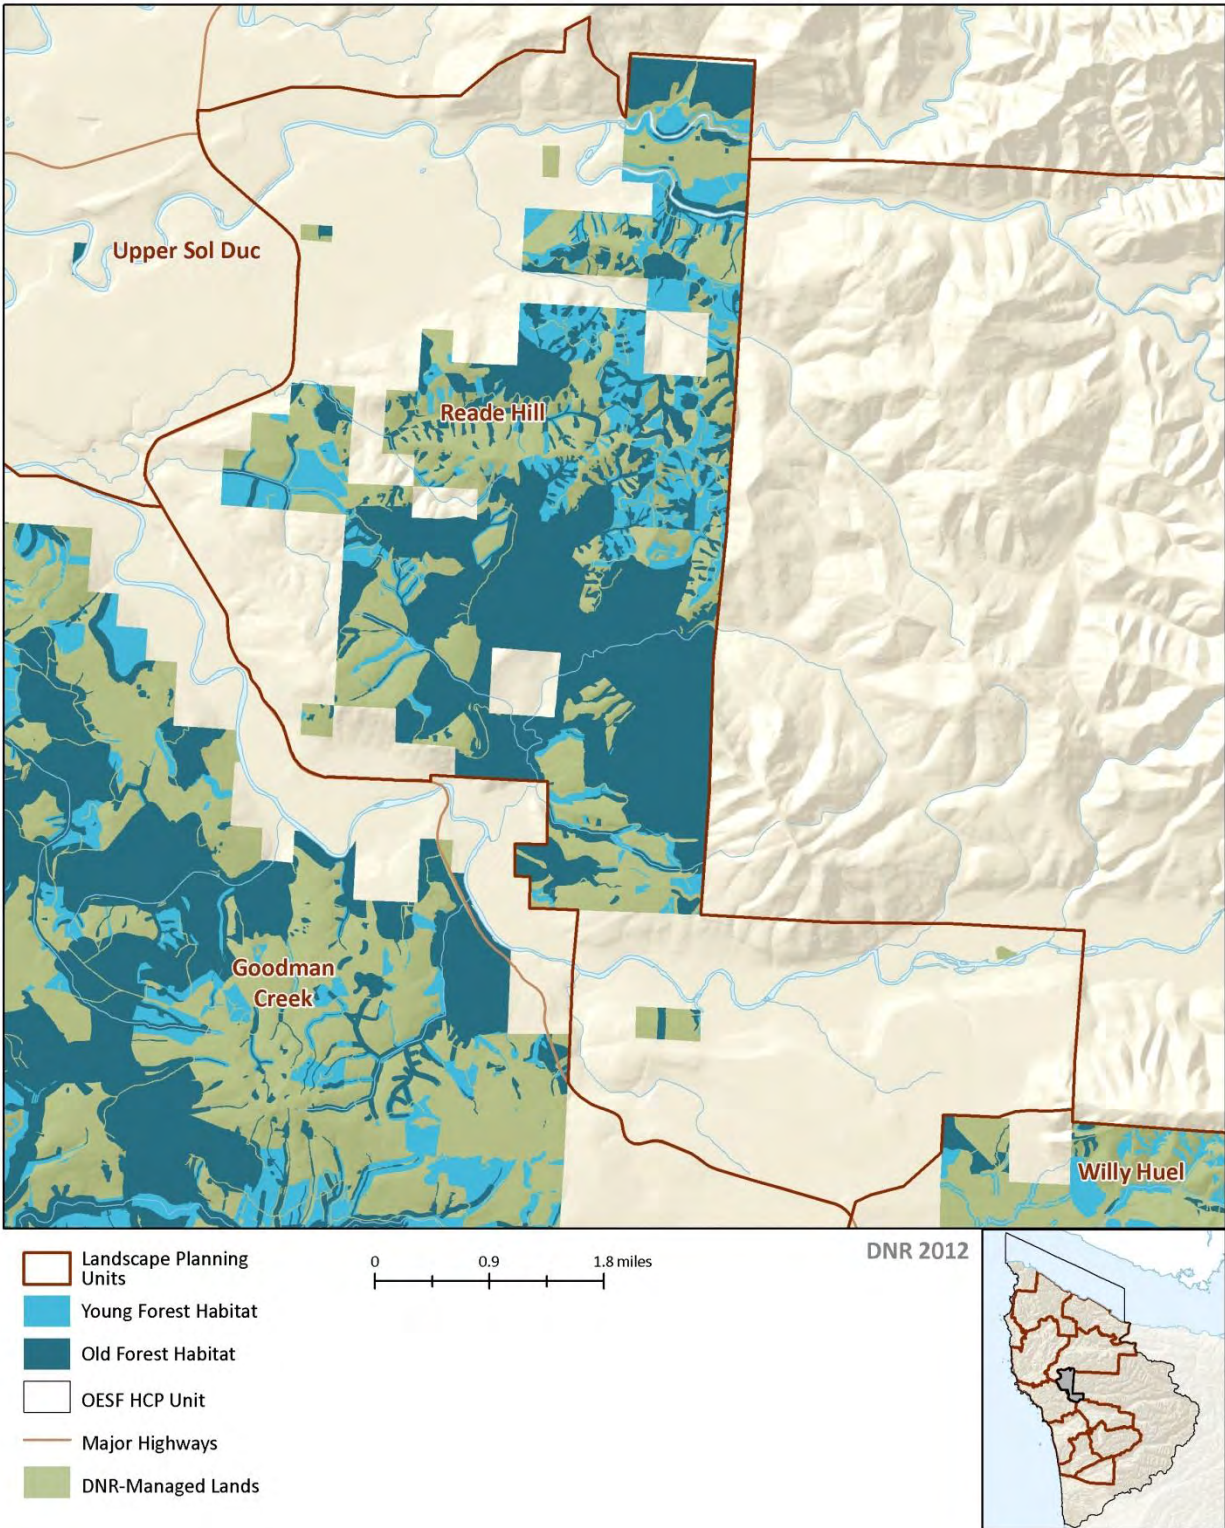 Upper Sol Duc
Reade Hill
Goodman
Creek
Willy Huel
Landscape Planning
Units
Young Forest Habitat
Old Forest Habitat
OESF HCP Unit
Major Highways
DNR-Managed Lands
0 0.9 1.8 miles
DNR 2012